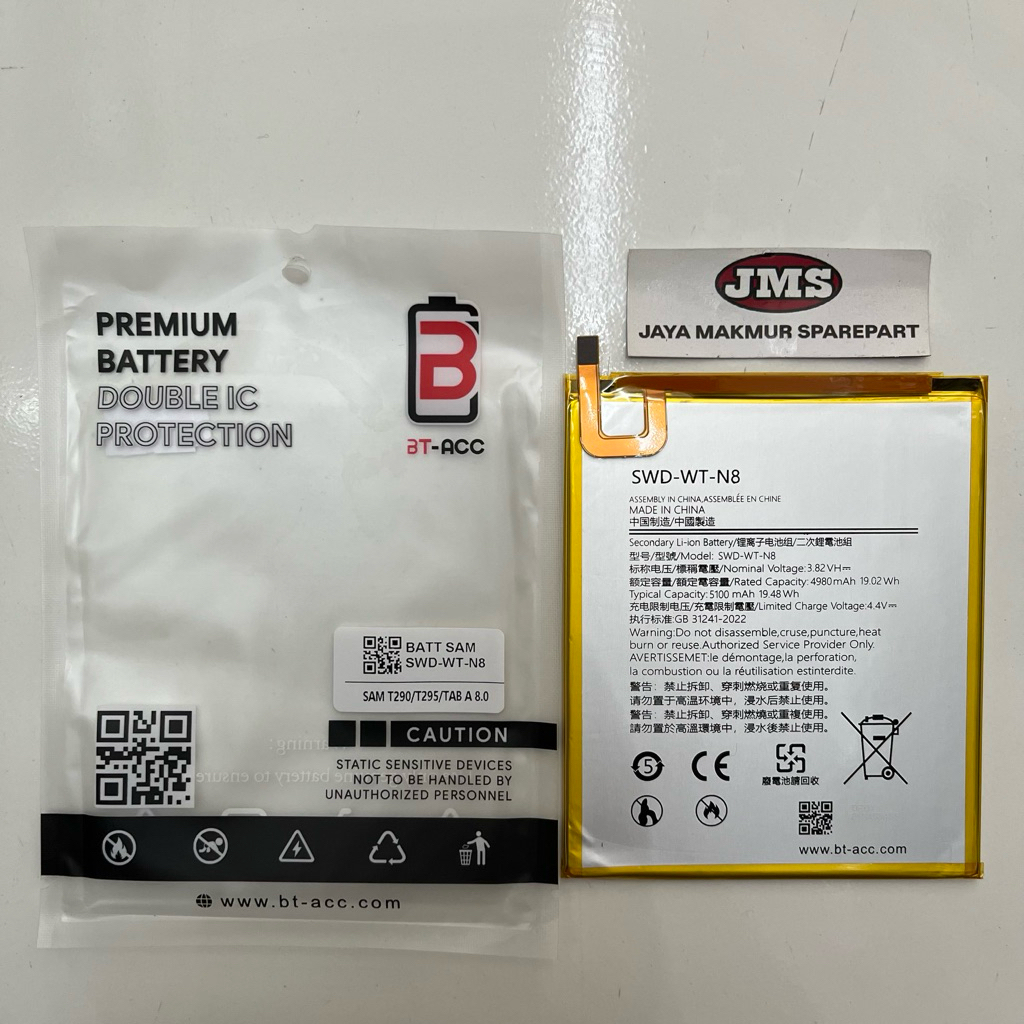 PREMIUM
BATTERY
DOUBLE IC
PROTECTION
B
BT-ACC
BATT SAM
SWD-WT-N8
SAM T290/T295/TAB A 8.0
CAUTION
STATIC SENSITIVE DEVICES
NOT TO BE HANDLED BY
UNAUTHORIZED PERSONNEL
Warning:
the battery to ensure
www.bt-acc.com
JMS
JAYA MAKMUR SPAREPART
SWD-WT-N8
ASSEMBLY IN CHINA,ASSEMBLÉE EN CHINE
MADE IN CHINA
中国制造/中國製造
Secondary Li-ion Battery/锂离子电池组/二次鋰電池組
型号/型號/Model: SWD-WT-N8
标称电压/標稱電壓/Nominal Voltage:3.82VH⎓
额定容量/額定電容量/Rated Capacity: 4980mAh 19.02 Wh
Typical Capacity:5100 mAh 19.48 Wh
充电限制电压/充電限制電壓/Limited Charge Voltage:4.4V⎓
执行标准:GB 31241-2022
Warning:Do not disassemble,cruse,puncture,heat
burn or reuse.Authorized Service Provider Only.
AVERTISSEMET:le démontage,la perforation,
la combustion ou la réutilisation estinterdite.
警告：禁止拆卸、穿刺燃烧或重复使用。
请勿置于高温环境中，浸水后禁止使用。
警告：禁止拆卸、穿刺燃燒或重複使用。
請勿置於高溫環境中，浸水後禁止使用。
5
CE
廢電池請回收
www.bt-acc.com